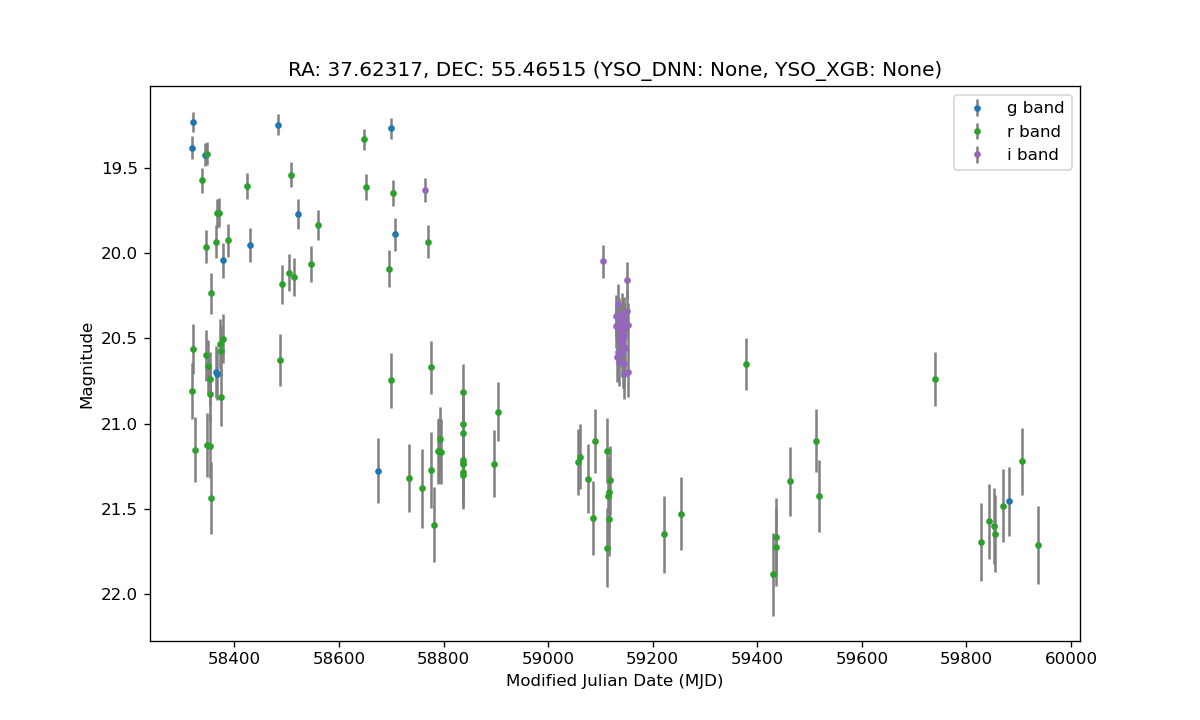 RA: 37.62317, DEC: 55.46515 (YSO_DNN: None, YSO_XGB: None)
g band
r band
i band
19.5
20.0
20.5
21.0
21.5
22.0
Magnitude
58400 58600 58800 59000 59200 59400 59600 59800 60000
Modified Julian Date (MJD)